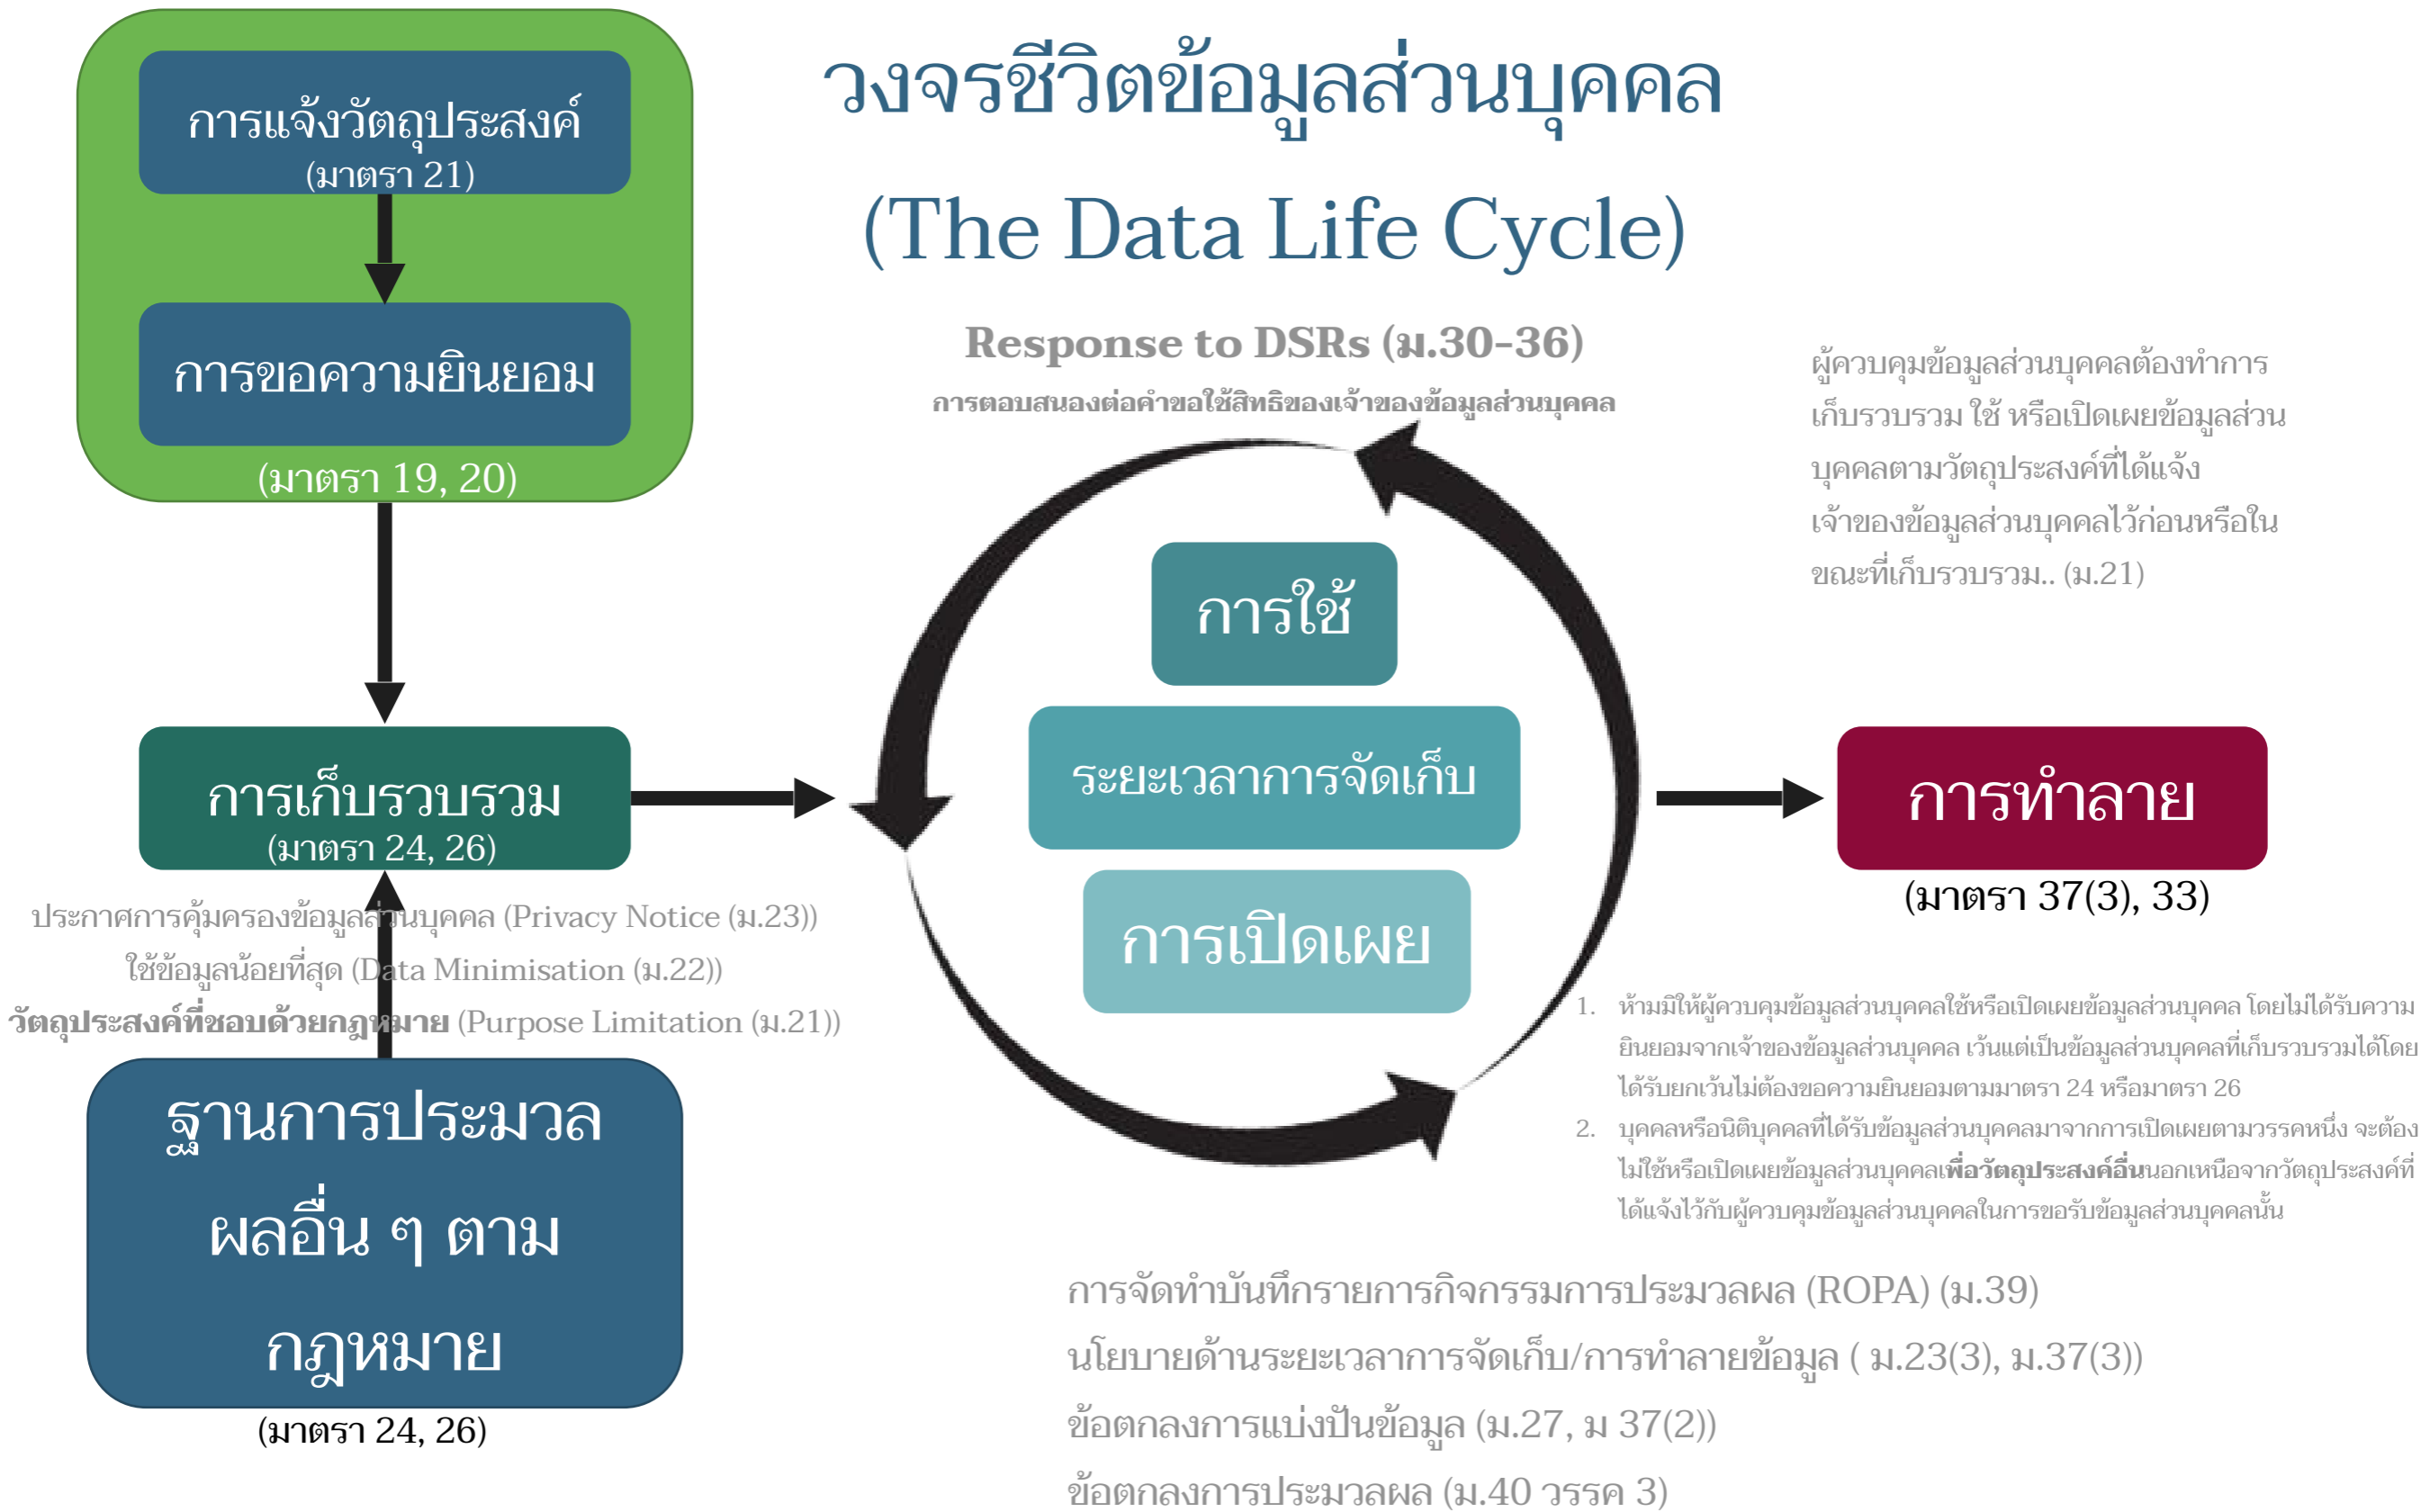 วงจรชีวิตข้อมูลส่วนบุคคล
(The Data Life Cycle)
การแจ้งวัตถุประสงค์
(มาตรา 21)
การขอความยินยอม
(มาตรา 19, 20)
การเก็บรวบรวม
(มาตรา 24, 26)
ประกาศการคุ้มครองข้อมูลส่วนบุคคล (Privacy Notice (ม.23))
ใช้ข้อมูลน้อยที่สุด (Data Minimisation (ม.22))
วัตถุประสงค์ที่ชอบด้วยกฎหมาย (Purpose Limitation (ม.21))
ฐานการประมวล
ผลอื่น ๆ ตาม
กฎหมาย
(มาตรา 24, 26)
Response to DSRs (ม.30-36)
การตอบสนองต่อคำขอใช้สิทธิของเจ้าของข้อมูลส่วนบุคคล
การใช้
ระยะเวลาการจัดเก็บ
การเปิดเผย
ผู้ควบคุมข้อมูลส่วนบุคคลต้องทำการ
เก็บรวบรวม ใช้ หรือเปิดเผยข้อมูลส่วน
บุคคลตามวัตถุประสงค์ที่ได้แจ้ง
เจ้าของข้อมูลส่วนบุคคลไว้ก่อนหรือใน
ขณะที่เก็บรวบรวม.. (ม.21)
การทำลาย
(มาตรา 37(3), 33)
1. ห้ามมิให้ผู้ควบคุมข้อมูลส่วนบุคคลใช้หรือเปิดเผยข้อมูลส่วนบุคคล โดยไม่ได้รับความ
ยินยอมจากเจ้าของข้อมูลส่วนบุคคล เว้นแต่เป็นข้อมูลส่วนบุคคลที่เก็บรวบรวมได้โดย
ได้รับยกเว้นไม่ต้องขอความยินยอมตามมาตรา 24 หรือมาตรา 26
2. บุคคลหรือนิติบุคคลที่ได้รับข้อมูลส่วนบุคคลมาจากการเปิดเผยตามวรรคหนึ่ง จะต้อง
ไม่ใช้หรือเปิดเผยข้อมูลส่วนบุคคลเพื่อวัตถุประสงค์อื่นนอกเหนือจากวัตถุประสงค์ที่
ได้แจ้งไว้กับผู้ควบคุมข้อมูลส่วนบุคคลในการขอรับข้อมูลส่วนบุคคลนั้น
การจัดทำบันทึกรายการกิจกรรมการประมวลผล (ROPA) (ม.39)
นโยบายด้านระยะเวลาการจัดเก็บ/การทำลายข้อมูล ( ม.23(3), ม.37(3))
ข้อตกลงการแบ่งปันข้อมูล (ม.27, ม 37(2))
ข้อตกลงการประมวลผล (ม.40 วรรค 3)